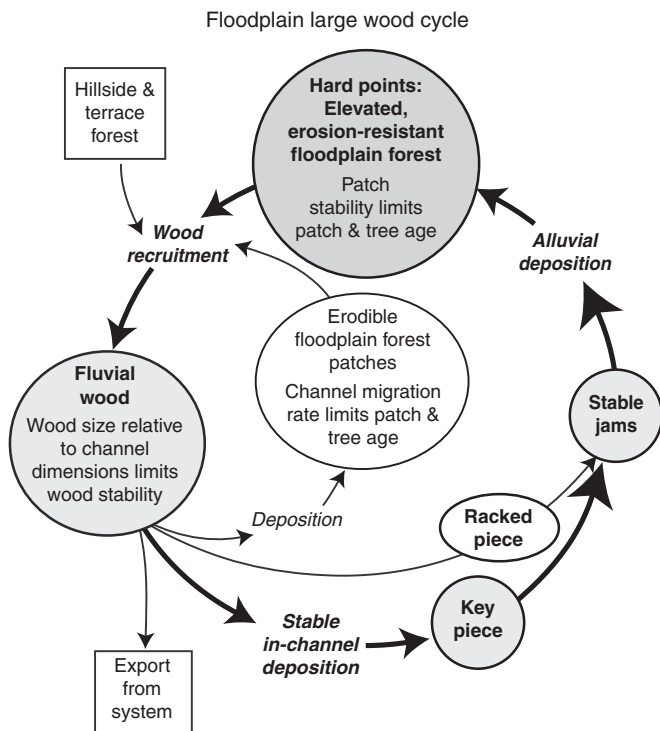 Floodplain large wood cycle
Hillside &
terrace
forest
Hard points:
Elevated,
erosion-resistant
floodplain forest
Patch
stability limits
patch & tree age
Wood
recruitment
Alluvial
deposition
Erodible
floodplain forest
patches
Channel migration
rate limits patch &
tree age
Fluvial
wood
Wood size relative
to channel
dimensions limits
wood stability
Stable
jams
Deposition
Racked
piece
Key
piece
Stable
in-channel
deposition
Export
from
system